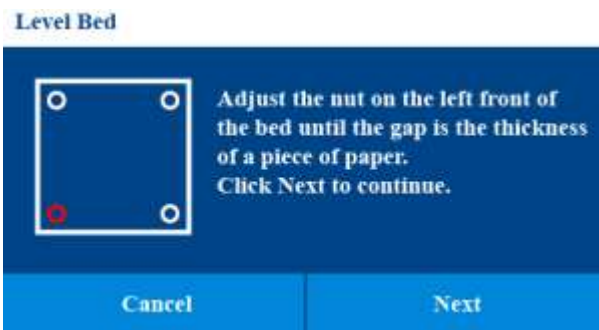 Level Bed
Adjust the nut on the left front of
the bed until the gap is the thickness
of a piece of paper.
Click Next to continue.
Cancel
Next